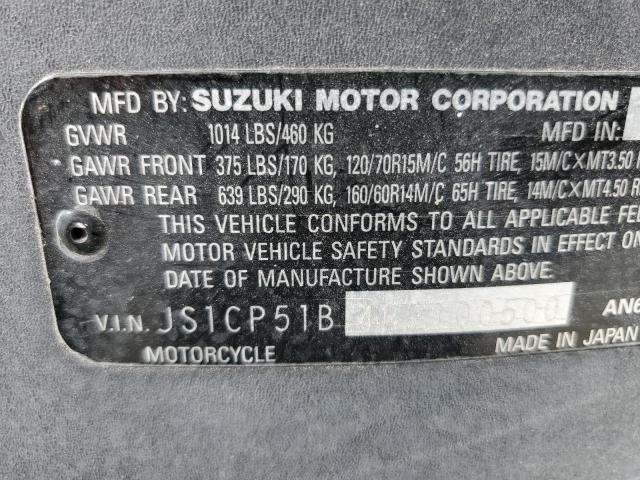 MFD BY: SUZUKI MOTOR CORPORATION
GVWR 1014 LBS/460 KG MFD IN:
GAWR FRONT 375 LBS/170 KG, 120/70R15M/C 56H TIRE, 15M/C×MT3.50
GAWR REAR 639 LBS/290 KG, 160/60R14M/C 65H TIRE, 14M/C×MT4.50 R
THIS VEHICLE CONFORMS TO ALL APPLICABLE FE
MOTOR VEHICLE SAFETY STANDARDS IN EFFECT ON
DATE OF MANUFACTURE SHOWN ABOVE.
V.I.N. JS1CP51B AN6
MOTORCYCLE MADE IN JAPAN